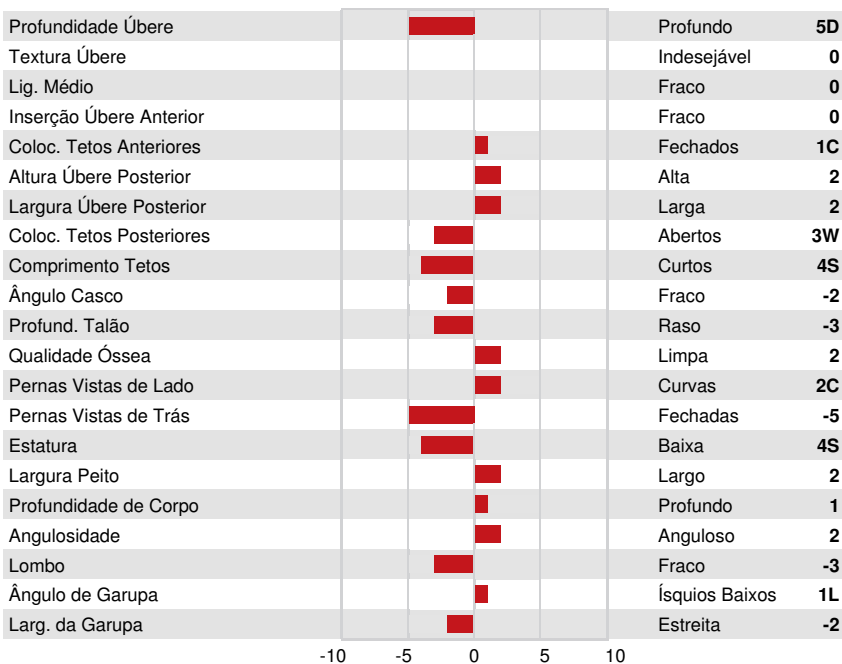 Profundidade Úbere Profundo 5D
Textura Úbere Indesejável 0
Lig. Médio Fraco 0
Inserção Úbere Anterior Fraco 0
Coloc. Tetos Anteriores Fechados 1C
Altura Úbere Posterior Alta 2
Largura Úbere Posterior Larga 2
Coloc. Tetos Posteriores Abertos 3W
Comprimento Tetos Curtos 4S
Ângulo Casco Fraco -2
Profund. Talão Raso -3
Qualidade Óssea Limpa 2
Pernas Vistas de Lado Curvas 2C
Pernas Vistas de Trás Fechadas -5
Estatura Baixa 4S
Largura Peito Largo 2
Profundidade de Corpo Profundo 1
Angulosidade Anguloso 2
Lombo Fraco -3
Ângulo de Garupa Ísquios Baixos 1L
Larg. da Garupa Estreita -2
-10 -5 0 5 10